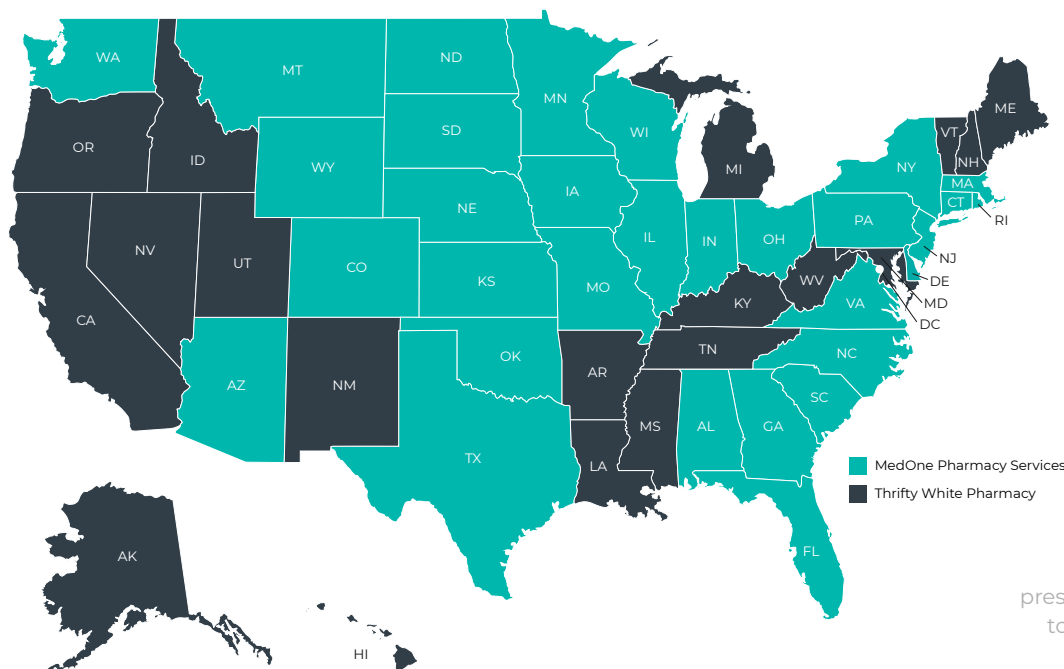 WA
MT
ND
MN
ME
OR
ID
SD
WI
VT
NH
WY
MI
NY
MA
CT
RI
IA
NE
PA
NV
UT
CO
KS
IL
IN
OH
NJ
DE
MD
DC
MO
WV
VA
CA
KY
AZ
NM
OK
AR
TN
NC
SC
TX
LA
MS
AL
GA
MedOne Pharmacy Services
Thrifty White Pharmacy
FL
AK
HI
pres
to